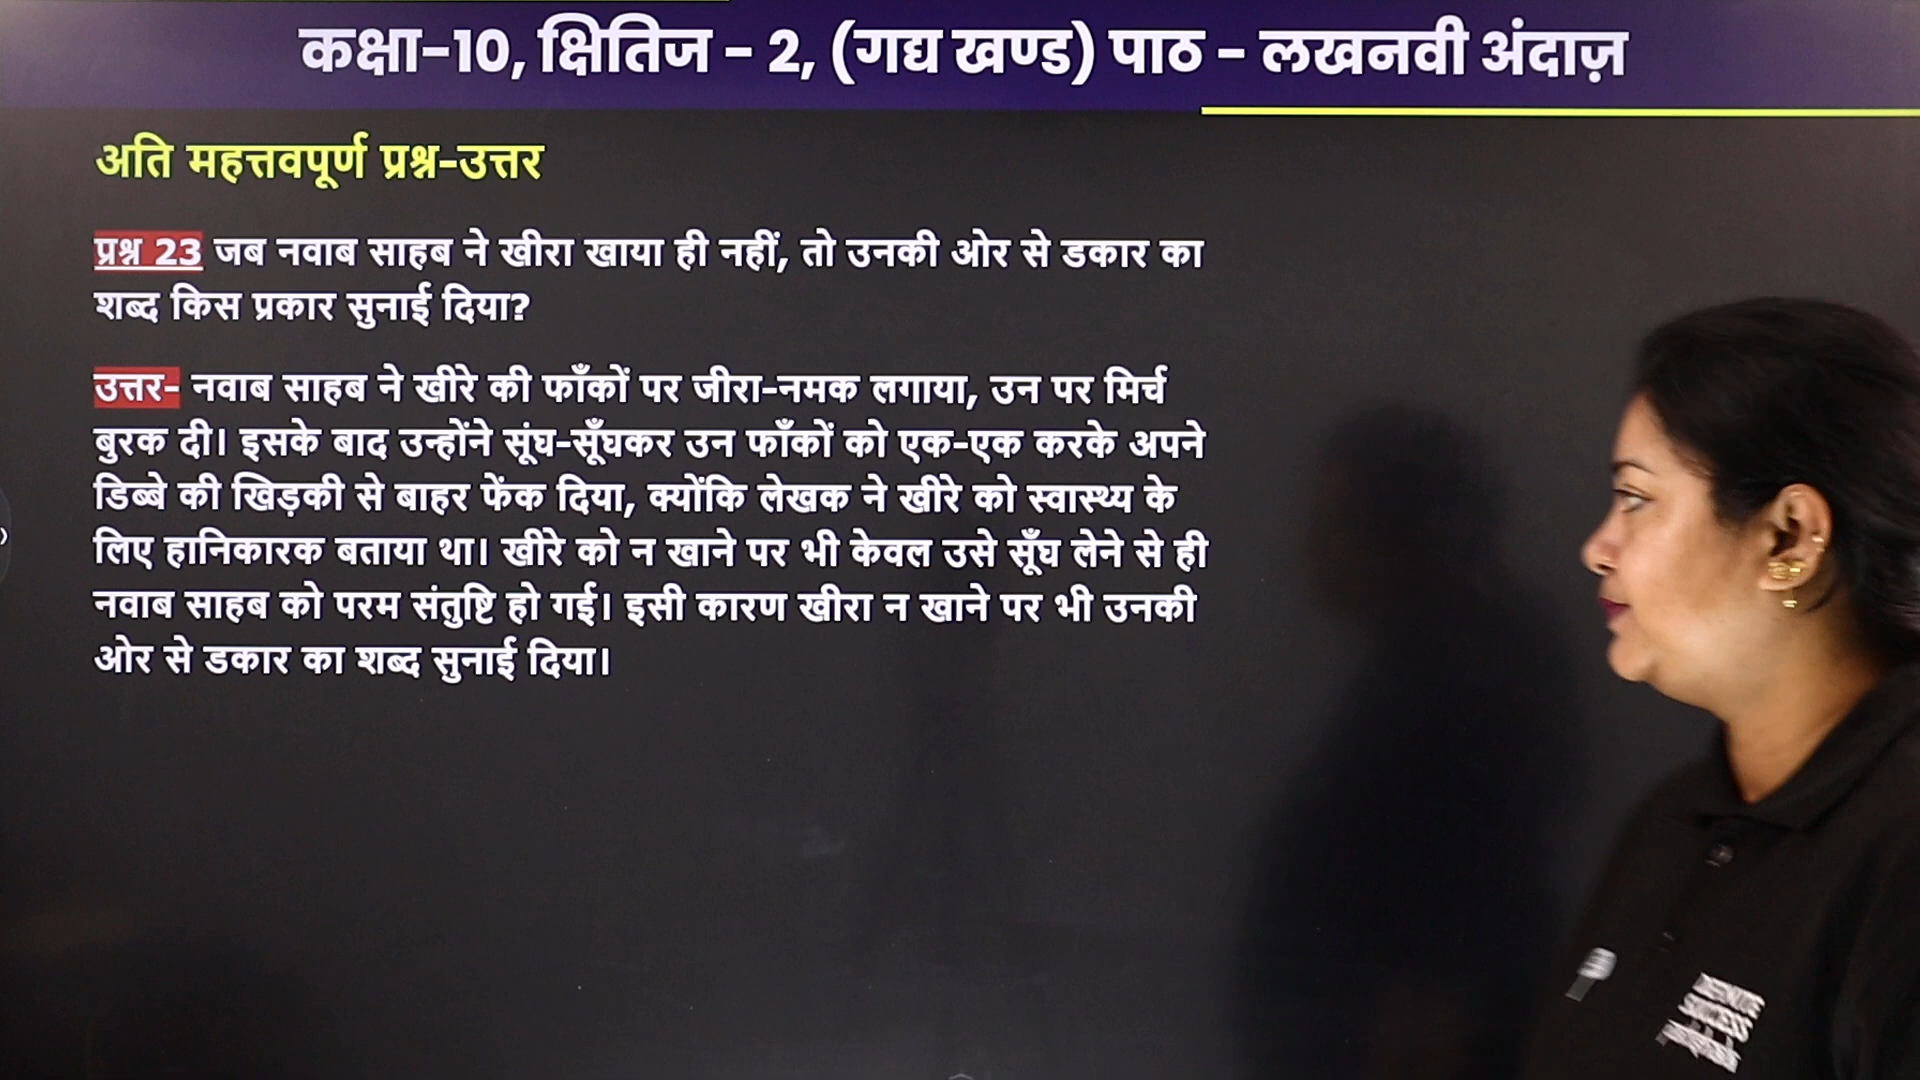 कक्षा-10, क्षितिज - 2, (गद्य खण्ड) पाठ - लखनवी अंदाज़
अति महत्तवपूर्ण प्रश्न-उत्तर
प्रश्न 23 जब नवाब साहब ने खीरा खाया ही नहीं, तो उनकी ओर से डकार का
शब्द किस प्रकार सुनाई दिया?
उत्तर- नवाब साहब ने खीरे की फाँकों पर जीरा-नमक लगाया, उन पर मिर्च
बुरक दी। इसके बाद उन्होंने सूंघ-सूँघकर उन फाँकों को एक-एक करके अपने
डिब्बे की खिड़की से बाहर फेंक दिया, क्योंकि लेखक ने खीरे को स्वास्थ्य के
लिए हानिकारक बताया था। खीरे को न खाने पर भी केवल उसे सूँघ लेने से ही
नवाब साहब को परम संतुष्टि हो गई। इसी कारण खीरा न खाने पर भी उनकी
ओर से डकार का शब्द सुनाई दिया।
SUCCESS